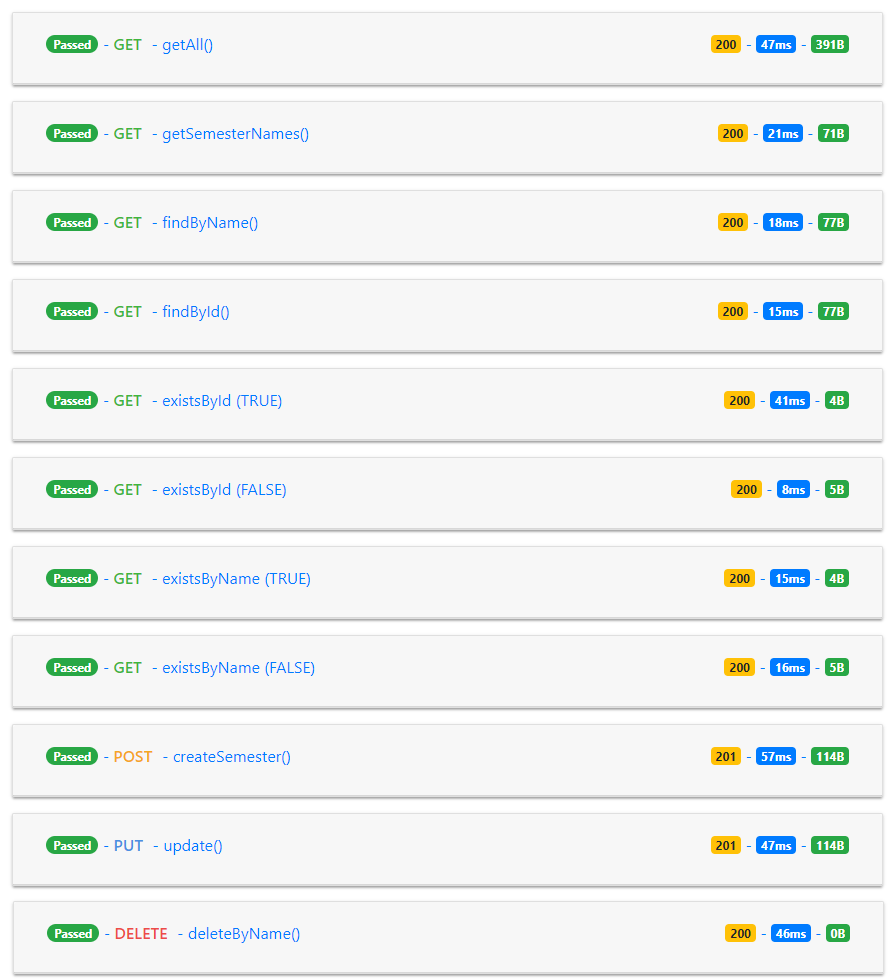 Passed - GET - getAll() 200 - 47ms - 391B
Passed - GET - getSemesterNames() 200 - 21ms - 71B
Passed - GET - findByName() 200 - 18ms - 77B
Passed - GET - findById() 200 - 15ms - 77B
Passed - GET - existsById (TRUE) 200 - 41ms - 4B
Passed - GET - existsById (FALSE) 200 - 8ms - 5B
Passed - GET - existsByName (TRUE) 200 - 15ms - 4B
Passed - GET - existsByName (FALSE) 200 - 16ms - 5B
Passed - POST - createSemester() 201 - 57ms - 114B
Passed - PUT - update() 201 - 47ms - 114B
Passed - DELETE - deleteByName() 200 - 46ms - 0B